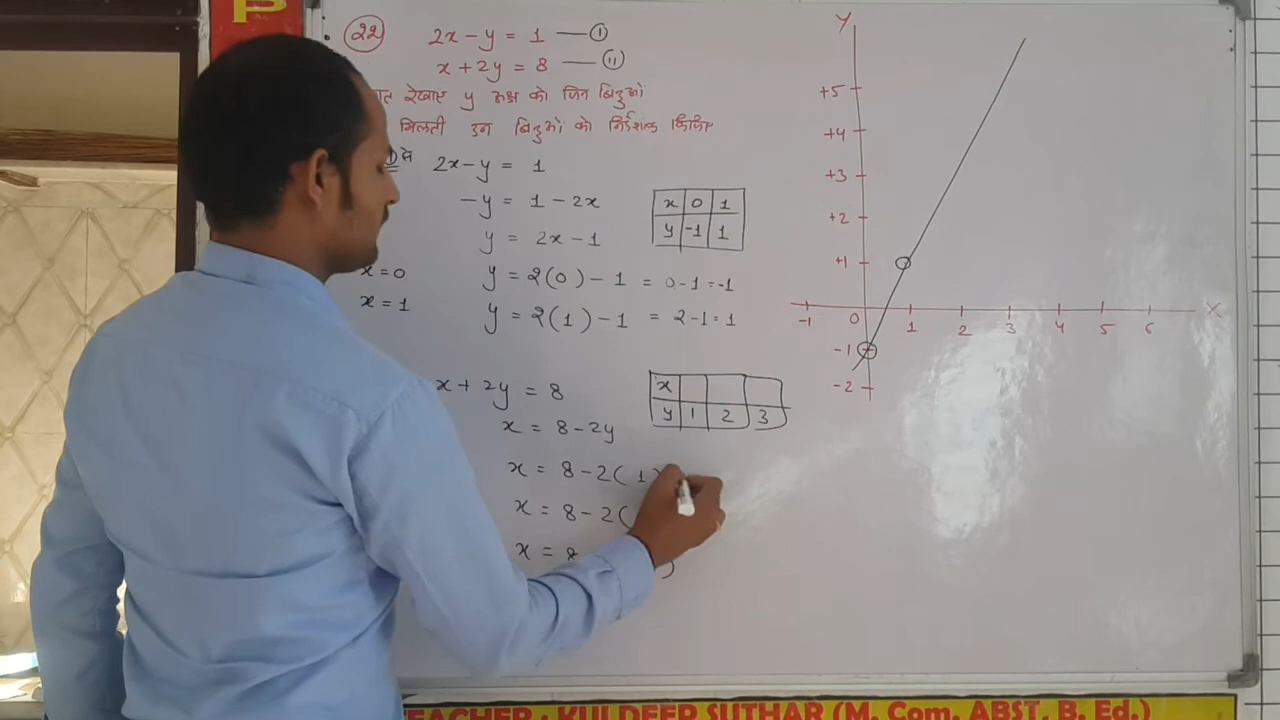 P
22 2x - y = 1 — (i)
x + 2y = 8 — (ii)
रेखाए y अक्ष को जिन बिंदुओं
मिलती उन बिंदुओं को निर्देशांक
2x - y = 1
-y = 1 - 2x
y = 2x - 1
x 0 1
y -1 1
x = 0 y = 2(0) - 1 = 0 - 1 = -1
x = 1 y = 2(1) - 1 = 2 - 1 = 1
x + 2y = 8
x = 8 - 2y
x
y 1 2 3
x = 8 - 2( 1
x = 8 - 2(
x = 8
Y
+5
+4
+3
+2
+1
-1 0 1 2 3 4 5 6 X
-1
-2
TEACHER : KULDEEP SUTHAR (M. Com. ABST. B. Ed.)